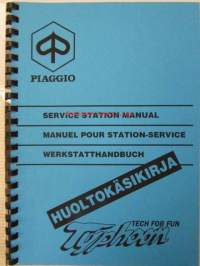 PIAGGIO
SERVICE STATION MANUAL
MANUEL POUR STATION-SERVICE
WERKSTATTHANDBUCH
HUOLTOKÄSIKIRJA
TECH FOR FUN
Typhoon